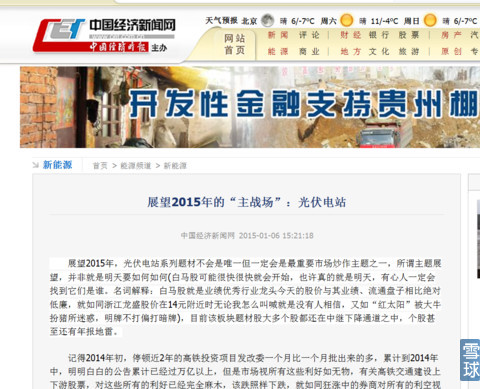 中国经济新闻网
www.cet.com.cn
中国经济时报 主办
天气预报 北京 晴 6/-7℃ 周六 晴 11/-4℃ 周日 晴 6/-7℃
网站首页
新闻 评论 财经 银行 股票 房产 汽
能源 商业 地方 文化 旅游 原创 专
开发性金融支持贵州棚
新能源 首页 > 能源频道 > 新能源
展望2015年的“主战场”：光伏电站
中国经济新闻网 2015-01-06 15:21:18
展望2015年，光伏电站系列题材不会是唯一但一定会是最重要市场炒作主题之一，所谓主题展
望，并非就是明天要如何如何(白马股可能很快很快就会开始，也许真的就是明天，有心人一定会
找到它们是谁。名词解释：白马股就是业绩优秀行业龙头今天的股价与其业绩、流通盘子相比绝对
低廉，就如同浙江龙盛股价在14元附近时无论我怎么叫喊就是没有人相信，又如“红太阳”被大牛
扮猪所迷惑，明牌不打偏打暗牌)，目前该板块题材股大多个股都还在中继下降通道之中，个股甚
至还有年报地雷。
记得2014年初，停顿近2年的高铁投资项目发改委一个月比一个月批出来的多，累计到2014年
中，明明白白的公告累计已经过万亿以上，但是市场视所有这些利好如无物，有关高铁交通建设上
下游股票，对这些所有的利好已经完全麻木，该跌照样下跌，就如同狂涨中的券商对所有的利空视
雪球